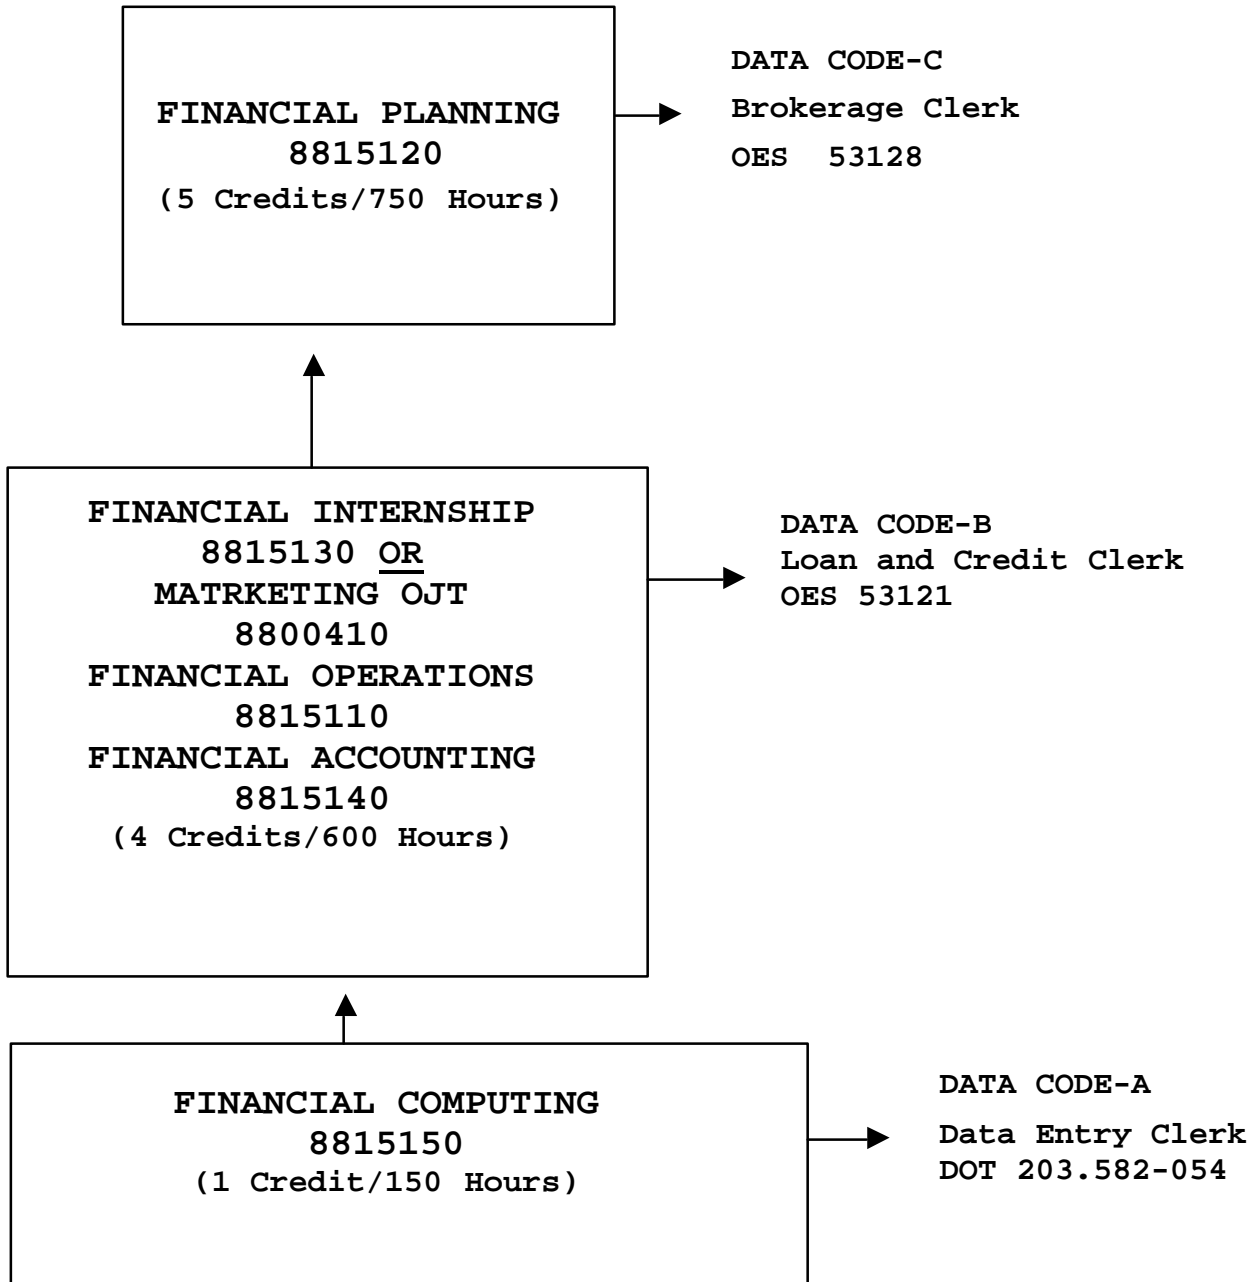 FINANCIAL PLANNING
8815120
(5 Credits/750 Hours)
DATA CODE-C
Brokerage Clerk
OES 53128
FINANCIAL INTERNSHIP
8815130 OR
MATRKETING OJT
8800410
FINANCIAL OPERATIONS
8815110
FINANCIAL ACCOUNTING
8815140
(4 Credits/600 Hours)
DATA CODE-B
Loan and Credit Clerk
OES 53121
FINANCIAL COMPUTING
8815150
(1 Credit/150 Hours)
DATA CODE-A
Data Entry Clerk
DOT 203.582-054